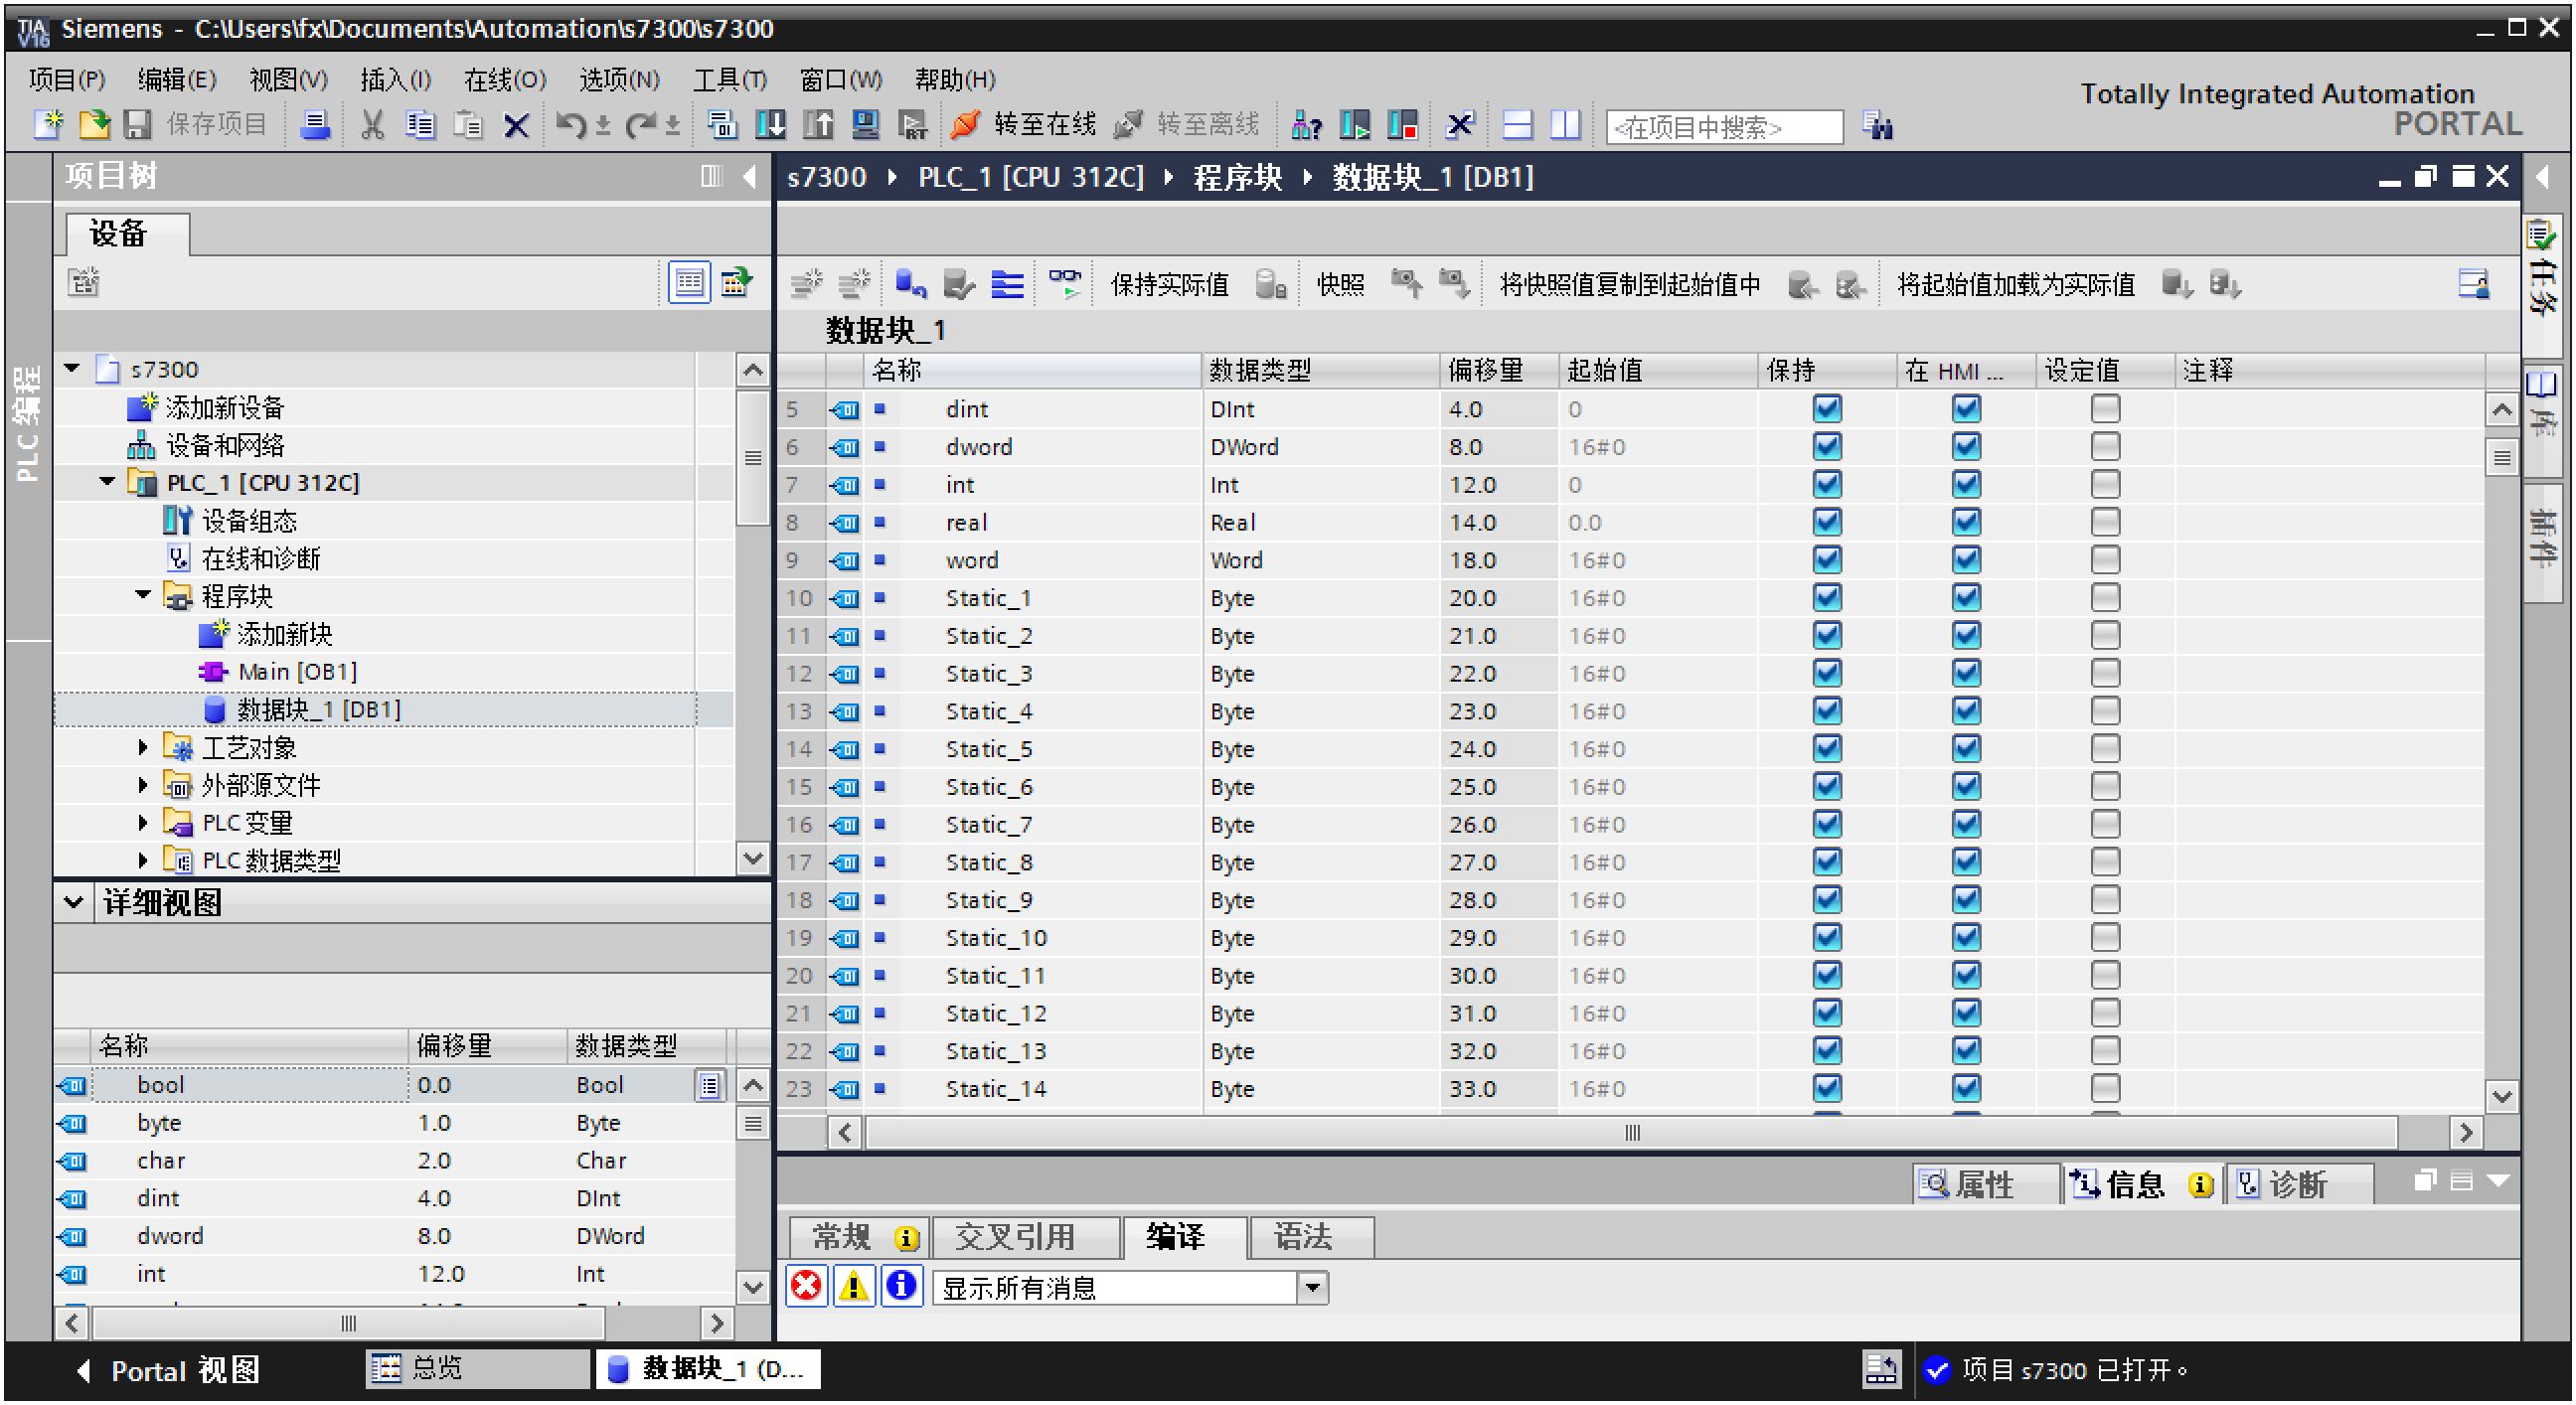 Siemens - C:\Users\fx\Documents\Automation\s7300\s7300
项目(P) 编辑(E) 视图(V) 插入(I) 在线(O) 选项(N) 工具(T) 窗口(W) 帮助(H)
Totally Integrated Automation
PORTAL
保存项目 转至在线 转至离线 <在项目中搜索>
项目树
s7300 PLC_1 [CPU 312C] 程序块 数据块_1 [DB1]
设备
PLC 编程
s7300
添加新设备
设备和网络
PLC_1 [CPU 312C]
设备组态
在线和诊断
程序块
添加新块
Main [OB1]
数据块_1 [DB1]
工艺对象
外部源文件
PLC 变量
PLC 数据类型
详细视图
名称 偏移量 数据类型
bool 0.0 Bool
byte 1.0 Byte
char 2.0 Char
dint 4.0 DInt
dword 8.0 DWord
int 12.0 Int
保持实际值 快照 将快照值复制到起始值中 将起始值加载为实际值
数据块_1
名称 数据类型 偏移量 起始值 保持 在 HMI ... 设定值 注释
5 dint DInt 4.0 0
6 dword DWord 8.0 16#0
7 int Int 12.0 0
8 real Real 14.0 0.0
9 word Word 18.0 16#0
10 Static_1 Byte 20.0 16#0
11 Static_2 Byte 21.0 16#0
12 Static_3 Byte 22.0 16#0
13 Static_4 Byte 23.0 16#0
14 Static_5 Byte 24.0 16#0
15 Static_6 Byte 25.0 16#0
16 Static_7 Byte 26.0 16#0
17 Static_8 Byte 27.0 16#0
18 Static_9 Byte 28.0 16#0
19 Static_10 Byte 29.0 16#0
20 Static_11 Byte 30.0 16#0
21 Static_12 Byte 31.0 16#0
22 Static_13 Byte 32.0 16#0
23 Static_14 Byte 33.0 16#0
任务
库
插件
属性 信息 诊断
常规 交叉引用 编译 语法
显示所有消息
Portal 视图 总览 数据块_1 (D... 项目 s7300 已打开。